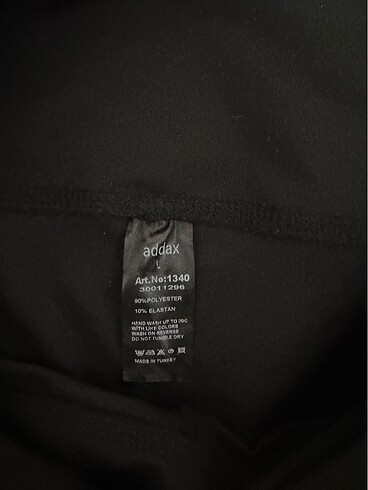 addax
L
Art.No:1340
30011296
90%POLYESTER
10% ELASTAN
HAND WASH UP TO 30C
WITH LIKE COLORS
WASH ON REVERSE
DO NOT TUMBLE DRY
MADE IN TURKEY